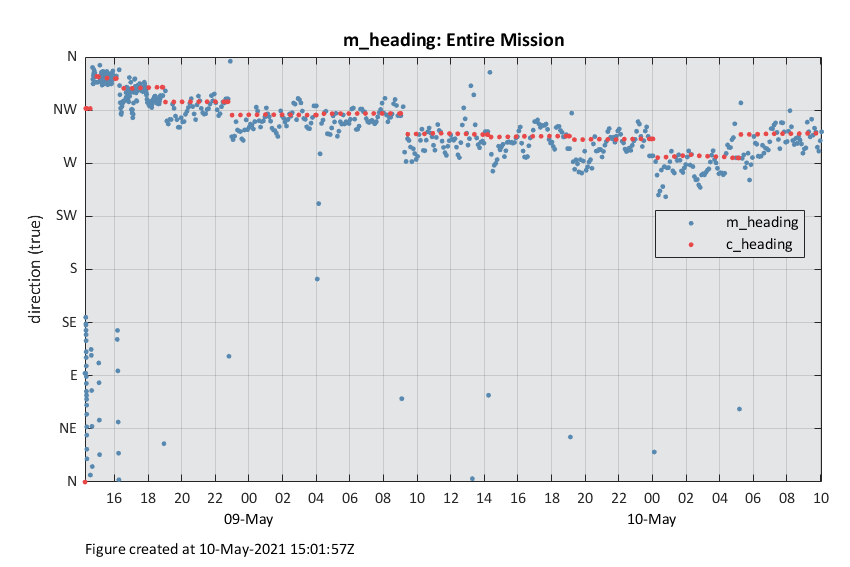 m_heading: Entire Mission
N
NW
W
SW
S
SE
E
NE
N
direction (true)
m_heading
c_heading
16 18 20 22 00 02 04 06 08 10 12 14 16 18 20 22 00 02 04 06 08 10
09-May 10-May
Figure created at 10-May-2021 15:01:57Z